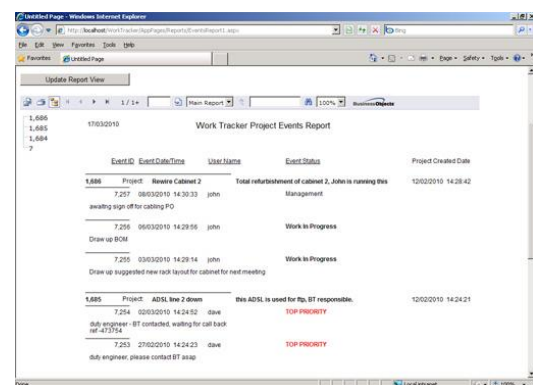 Untitled Page - Windows Internet Explorer
http://localhost/WorkTracker/AppPages/Reports/EventsReport1.aspx
Bing
File Edit View Favorites Tools Help
Favorites Untitled Page
Page Safety Tools
Update Report View
1 / 1+ Main Report 100% BusinessObjects
1,686
1,685
1,684
7
17/03/2010 Work Tracker Project Events Report
Event ID Event Date/Time User Name Event Status Project Created Date
1,686 Project: Rewire Cabinet 2 Total refurbishment of cabinet 2, John is running this 12/02/2010 14:28:42
7,257 08/03/2010 14:30:33 john Management
awaiting sign off for cabling PO
7,256 06/03/2010 14:29:56 john Work In Progress
Draw up BOM
7,255 03/03/2010 14:29:14 john Work In Progress
Draw up suggested new rack layout for cabinet for next meeting
1,685 Project: ADSL line 2 down this ADSL is used for ftp, BT responsible. 12/02/2010 14:24:21
7,254 02/03/2010 14:24:52 dave TOP PRIORITY
duty engineer - BT contacted, waiting for call back
ref -473754
7,253 27/02/2010 14:24:23 dave TOP PRIORITY
duty engineer, please contact BT asap
Done Local intranet 100%